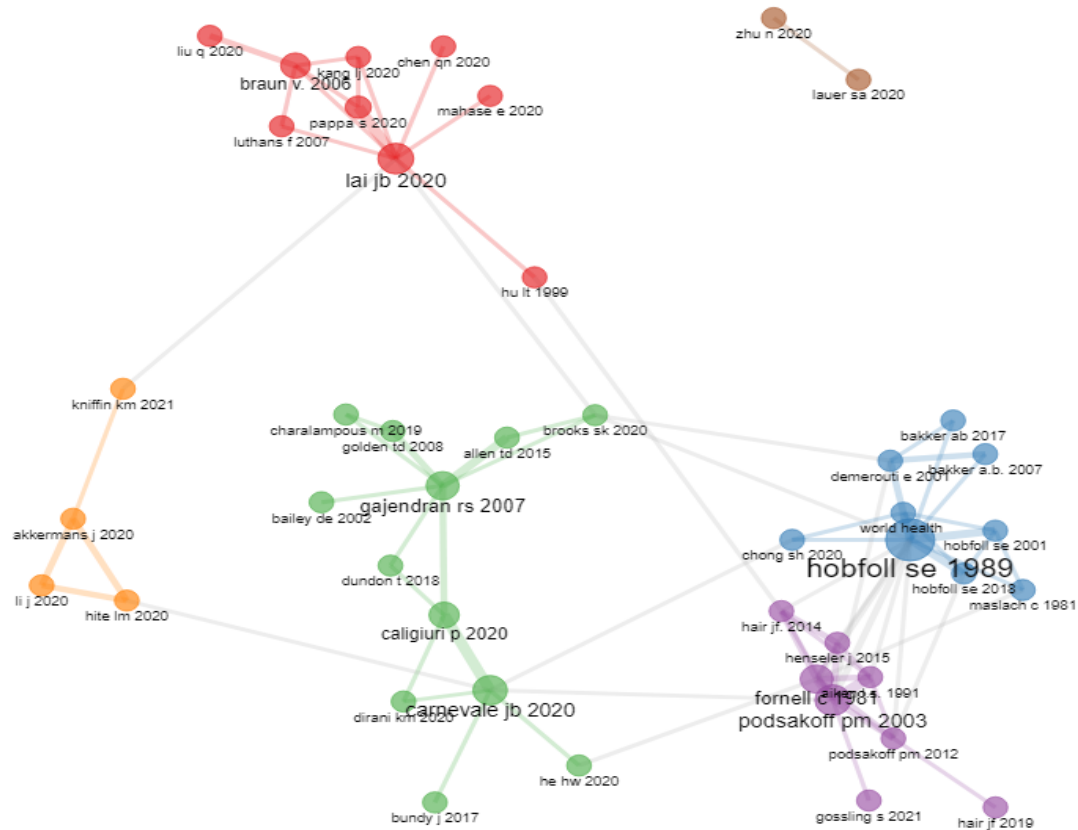 zhu n 2020
liu q 2020
chen qn 2020
kang lj 2020
braun v. 2006
lauer sa 2020
mahase e 2020
pappa s 2020
luthans f 2007
lai jb 2020
hu lt 1999
kniffin km 2021
charalampous m 2019
brooks sk 2020
golden td 2008
allen td 2015
bakker ab 2017
bakker a.b. 2007
demerouti e 2001
gajendran rs 2007
bailey de 2002
world health
akkermans j 2020
hobfoll se 2001
chong sh 2020
hobfoll se 1989
dundon t 2018
hobfoll se 2018
maslach c 1981
li j 2020
hite lm 2020
hair jf. 2014
caligiuri p 2020
henseler j 2015
aiken l s. 1991
fornell c 1981
dirani km 2020
carnevale jb 2020
podsakoff pm 2003
podsakoff pm 2012
he hw 2020
bundy j 2017
gossling s 2021
hair jf 2019